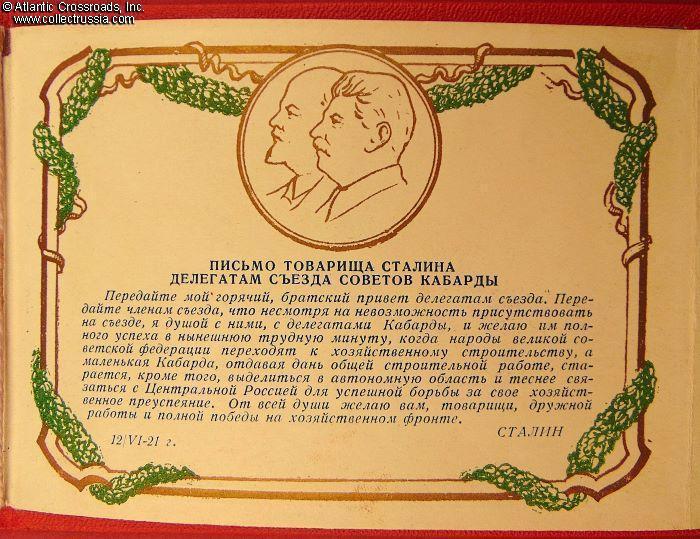 © Atlantic Crossroads, Inc.
www.collectrussia.com
ПИСЬМО ТОВАРИЩА СТАЛИНА
ДЕЛЕГАТАМ СЪЕЗДА СОВЕТОВ КАБАРДЫ
Передайте мой горячий, братский привет делегатам съезда. Пере-
дайте членам съезда, что несмотря на невозможность присутствовать
на съезде, я душой с ними, с делегатами Кабарды, и желаю им пол-
ного успеха в нынешнюю трудную минуту, когда народы великой со-
ветской федерации переходят к хозяйственному строительству, а
маленькая Кабарда, отдавая дань общей строительной работе, ста-
рается, кроме того, выделиться в автономную область и теснее свя-
заться с Центральной Россией для успешной борьбы за свое хозяйст-
венное преуспеяние. От всей души желаю вам, товарищи, дружной
работы и полной победы на хозяйственном фронте.
12/VI-21 г. СТАЛИН